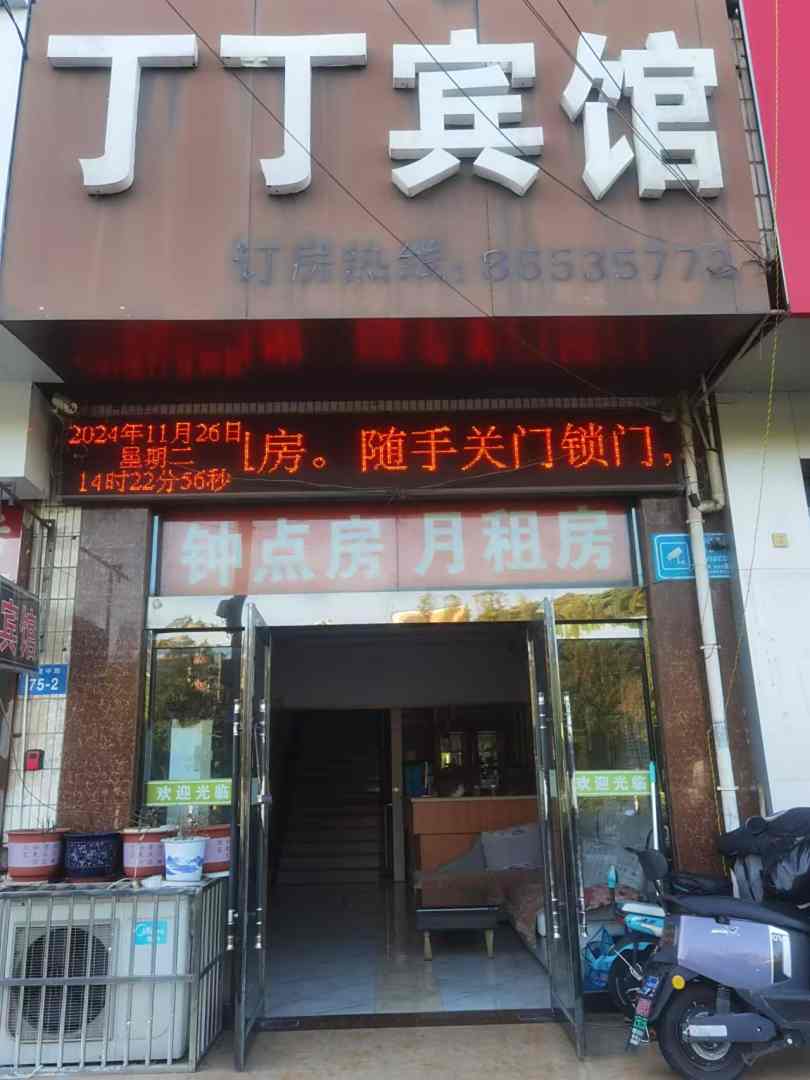 丁丁宾馆
订房热线:86535772
2024年11月26日
星期二
14时22分36秒
房。随手关门锁门，
钟点房 月租房
宾馆
75-2
欢迎光临
欢迎光临
Midea